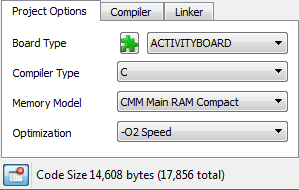 Project Options Compiler Linker
Board Type ACTIVITYBOARD
Compiler Type C
Memory Model CMM Main RAM Compact
Optimization -O2 Speed
Code Size 14,608 bytes (17,856 total)